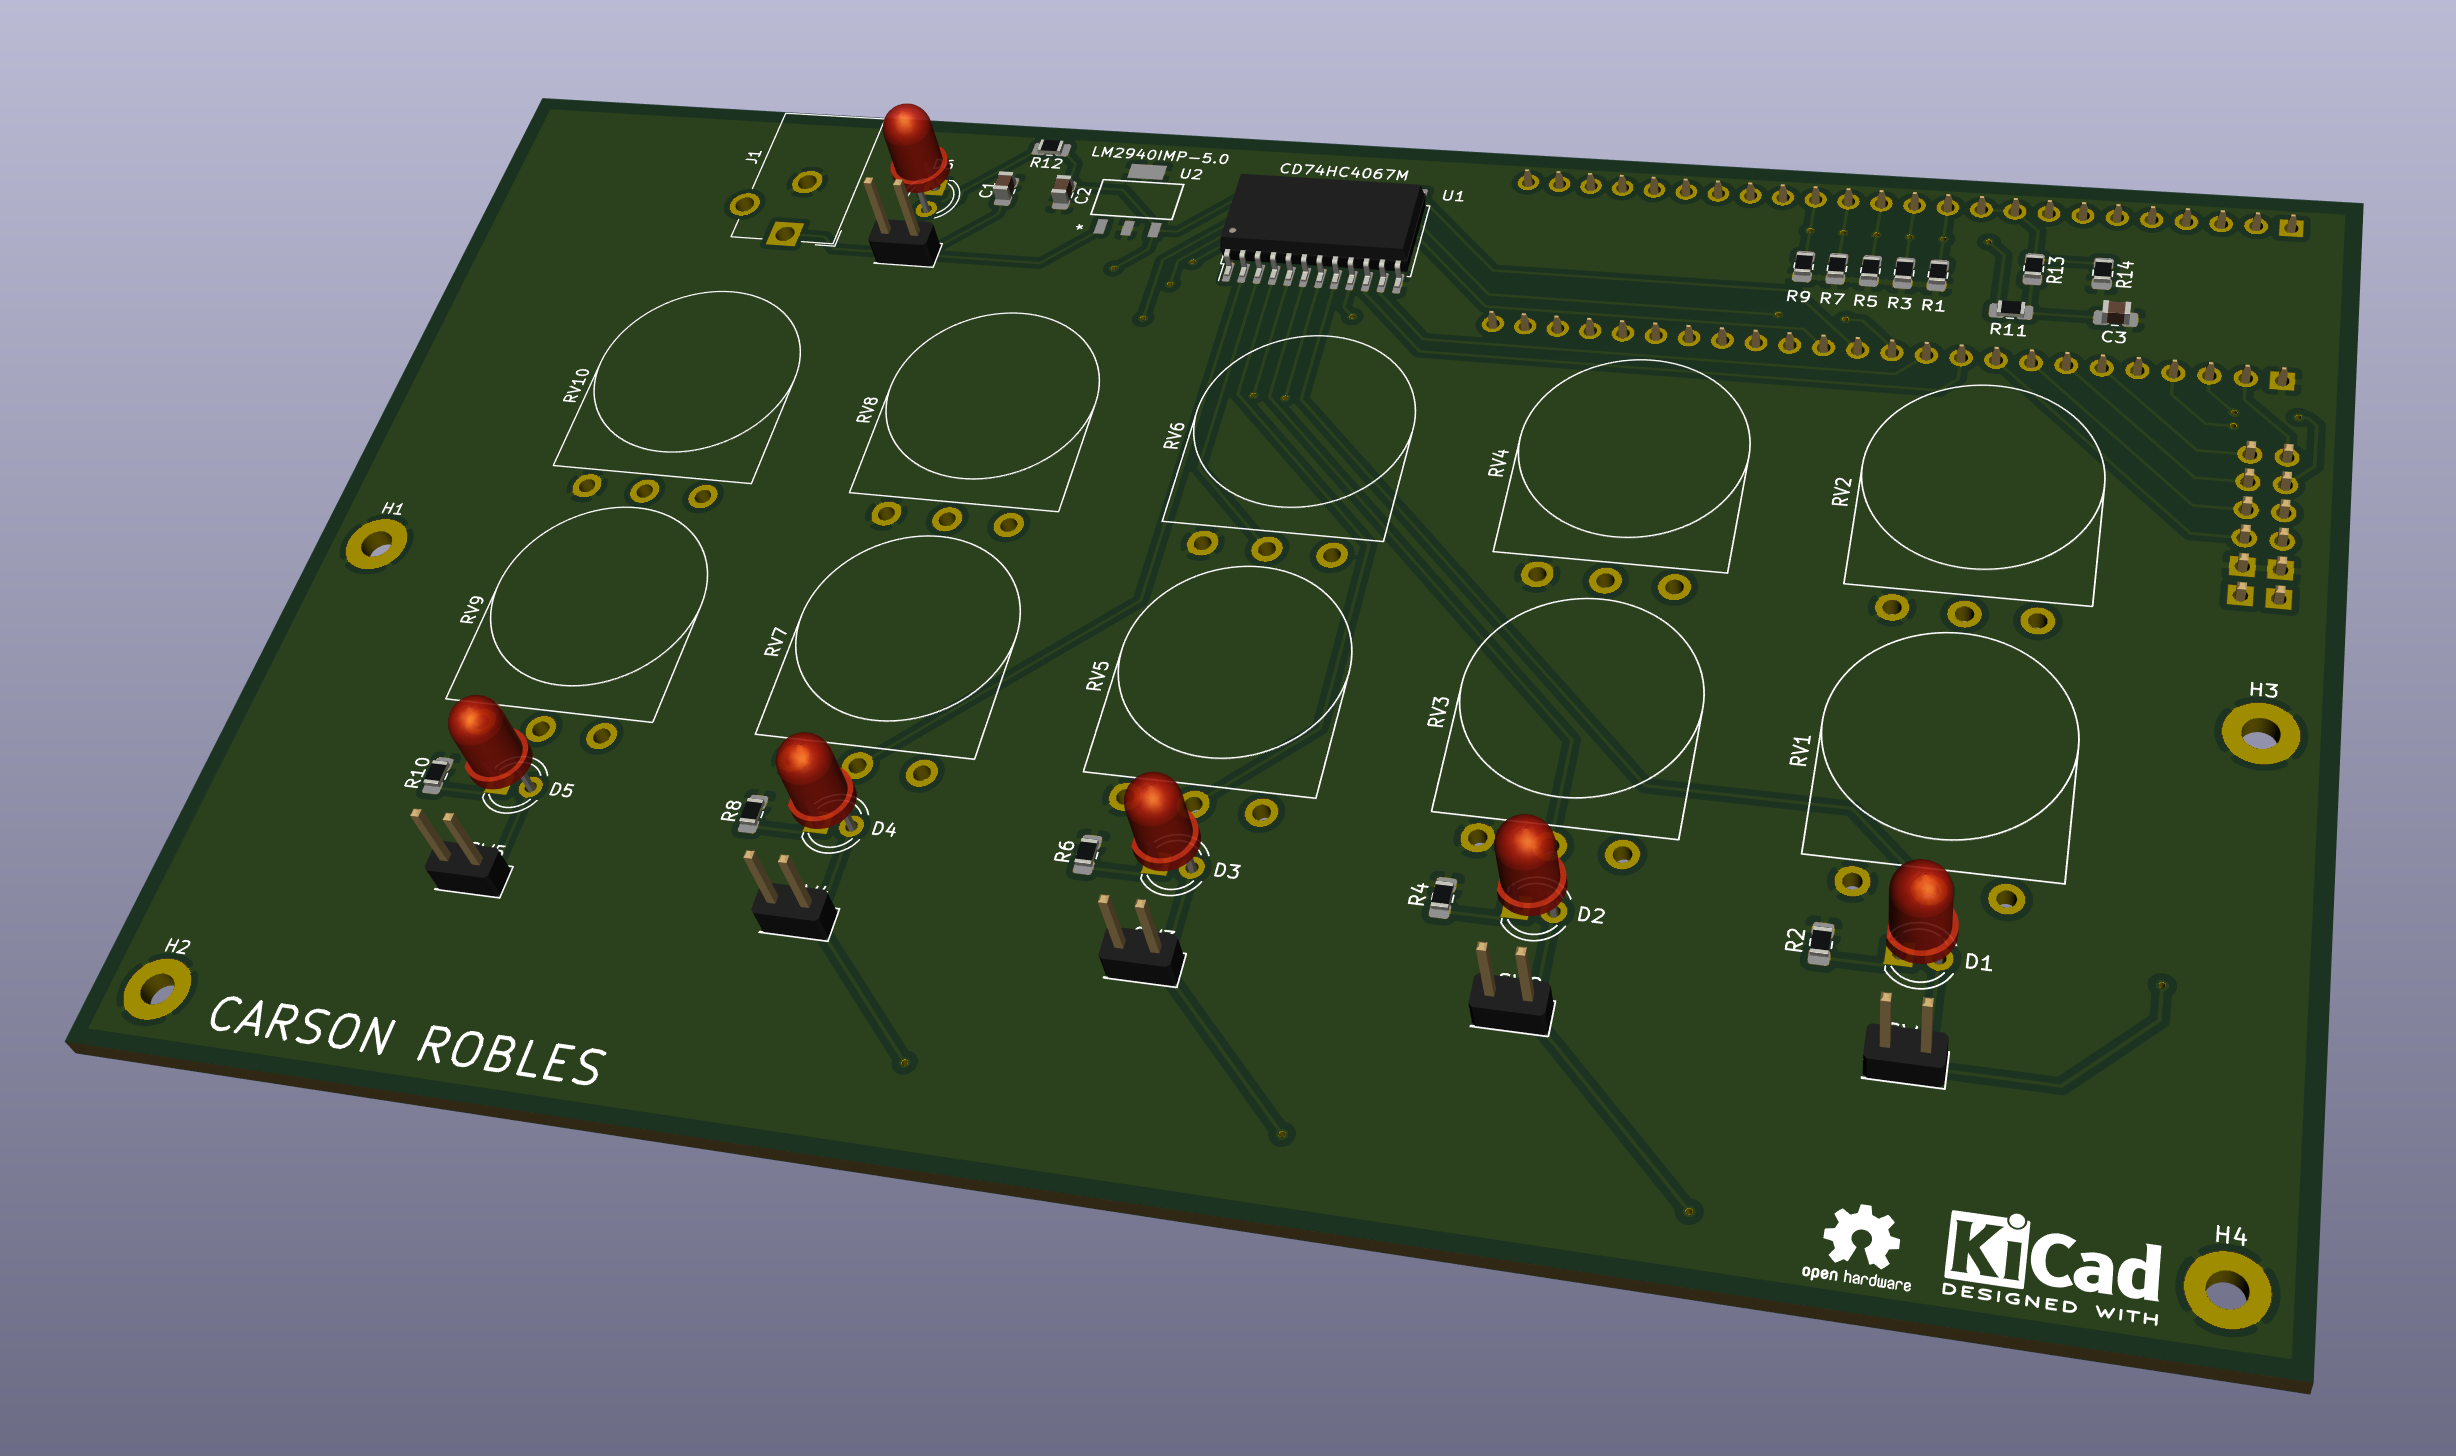 J1
R12
LM2940IMP-5.0
U2
C1
C2
*
CD74HC4067M
U1
R9 R7 R5 R3 R1
R13
R14
R11
C3
RV10
RV8
RV6
RV4
RV2
H1
RV9
RV7
RV5
RV3
RV1
H3
R10
D5
R8
D4
R6
D3
R4
D2
R2
D1
H2
CARSON ROBLES
open hardware
KiCad
DESIGNED WITH
H4